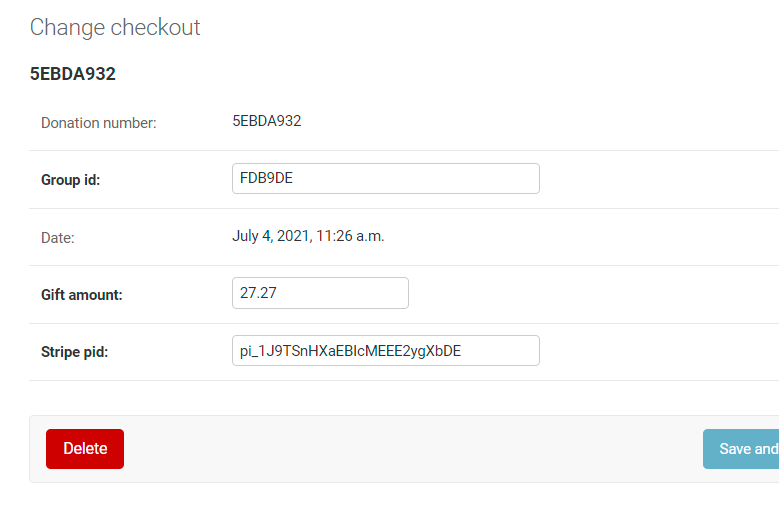 Change checkout
5EBDA932
Donation number: 5EBDA932
Group id: FDB9DE
Date: July 4, 2021, 11:26 a.m.
Gift amount: 27.27
Stripe pid: pi_1J9TSnHXaEBIcMEEE2ygXbDE
Delete Save and